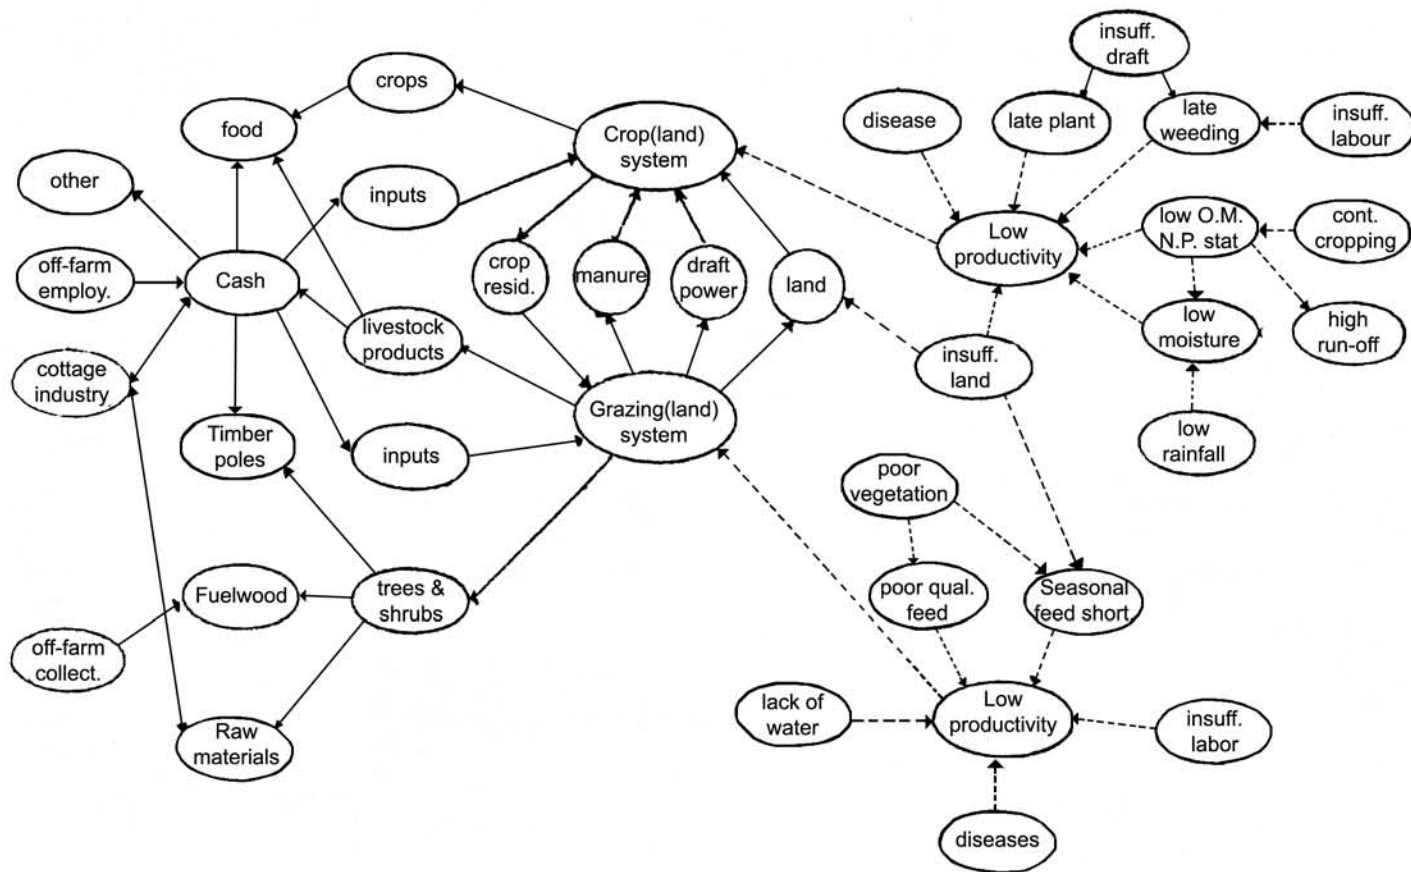 insuff.
draft
crops
disease
late plant
late
weeding
insuff.
labour
food
Crop(land)
system
other
inputs
low O.M.
N.P. stat
cont.
cropping
Low
productivity
off-farm
employ.
Cash
crop
resid.
manure
draft
power
land
livestock
products
low
moisture
high
run-off
cottage
industry
insuff.
land
Grazing(land)
system
Timber
poles
inputs
low
rainfall
poor
vegetation
Fuelwood
trees &
shrubs
poor qual.
feed
Seasonal
feed short.
off-farm
collect.
lack of
water
Low
productivity
insuff.
labor
Raw
materials
diseases